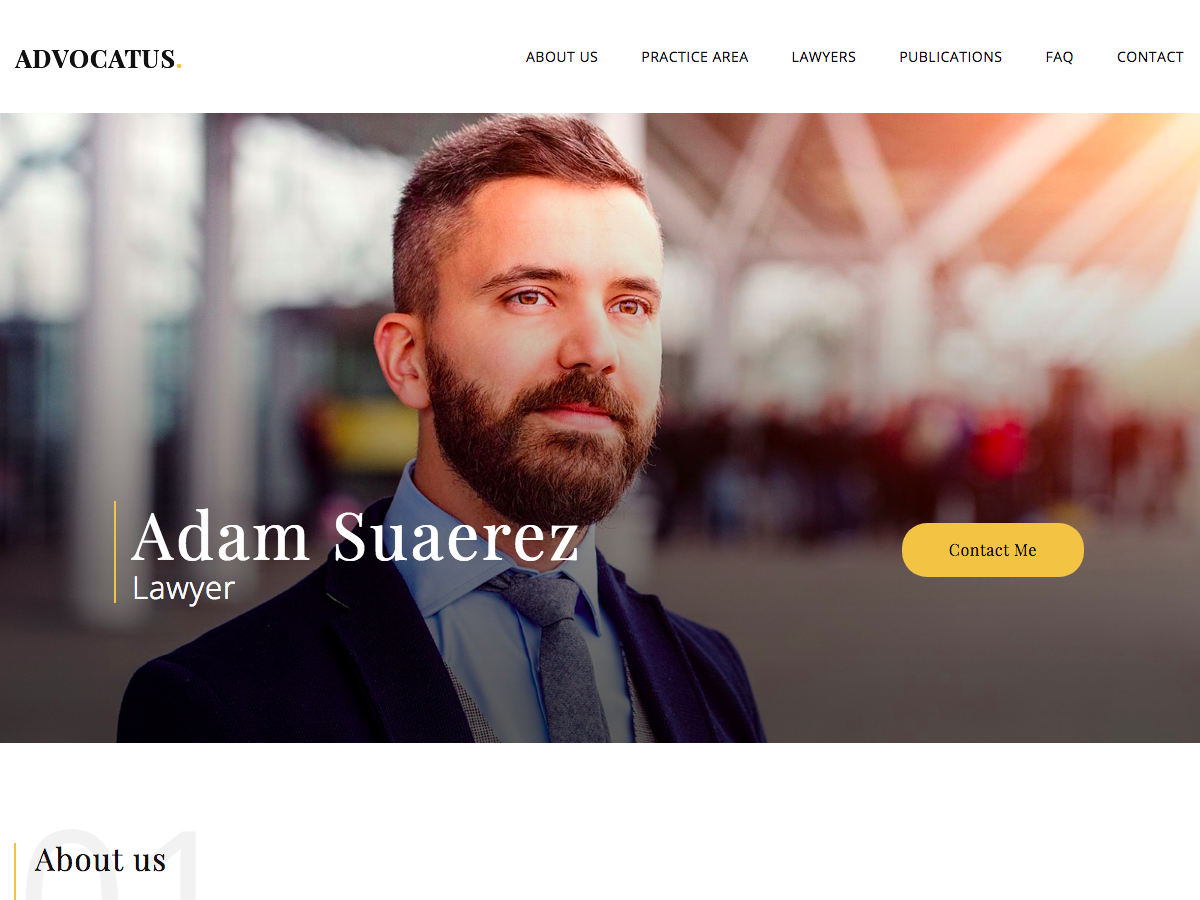 ADVOCATUS.
ABOUT US
PRACTICE AREA
LAWYERS
PUBLICATIONS
FAQ
CONTACT
Adam Suaerez
Lawyer
Contact Me
01
About us